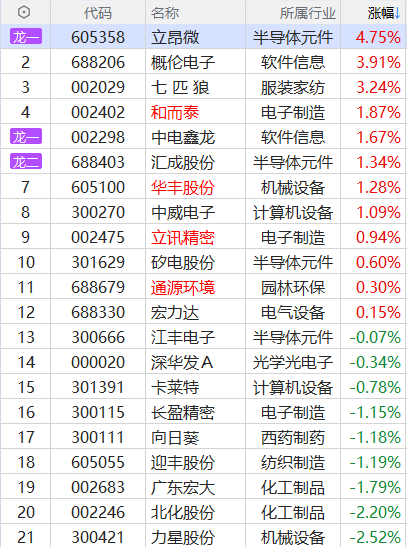 代码 名称 所属行业 涨幅↓
龙一 605358 立昂微 半导体元件 4.75%
2 688206 概伦电子 软件信息 3.91%
3 002029 七匹狼 服装家纺 3.24%
4 002402 和而泰 电子制造 1.87%
龙一 002298 中电鑫龙 软件信息 1.67%
龙二 688403 汇成股份 半导体元件 1.34%
7 605100 华丰股份 机械设备 1.28%
8 300270 中威电子 计算机设备 1.09%
9 002475 立讯精密 电子制造 0.94%
10 301629 矽电股份 半导体元件 0.60%
11 688679 通源环境 园林环保 0.30%
12 688330 宏力达 电气设备 0.15%
13 300666 江丰电子 半导体元件 -0.07%
14 000020 深华发A 光学光电子 -0.34%
15 301391 卡莱特 计算机设备 -0.78%
16 300115 长盈精密 电子制造 -1.15%
17 300111 向日葵 西药制药 -1.18%
18 605055 迎丰股份 纺织制造 -1.19%
19 002683 广东宏大 化工制品 -1.79%
20 002246 北化股份 化工制品 -2.20%
21 300421 力星股份 机械设备 -2.52%